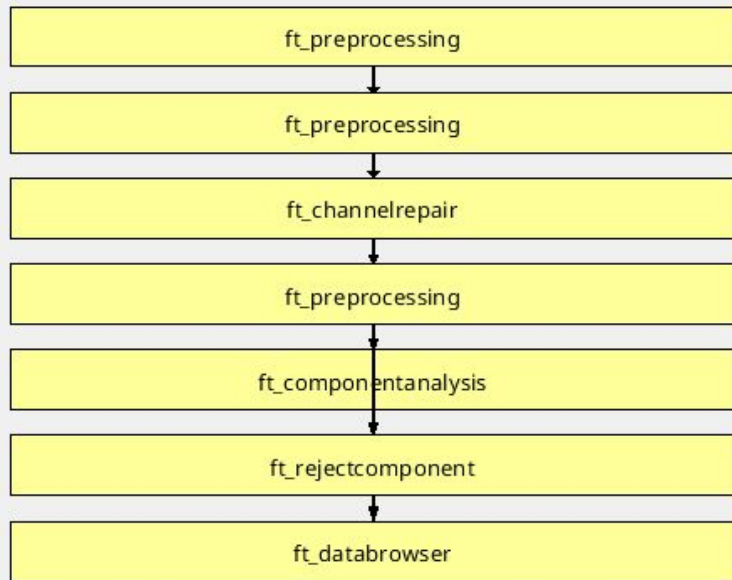 ft_preprocessing
ft_preprocessing
ft_channelrepair
ft_preprocessing
ft_componentanalysis
ft_rejectcomponent
ft_databrowser